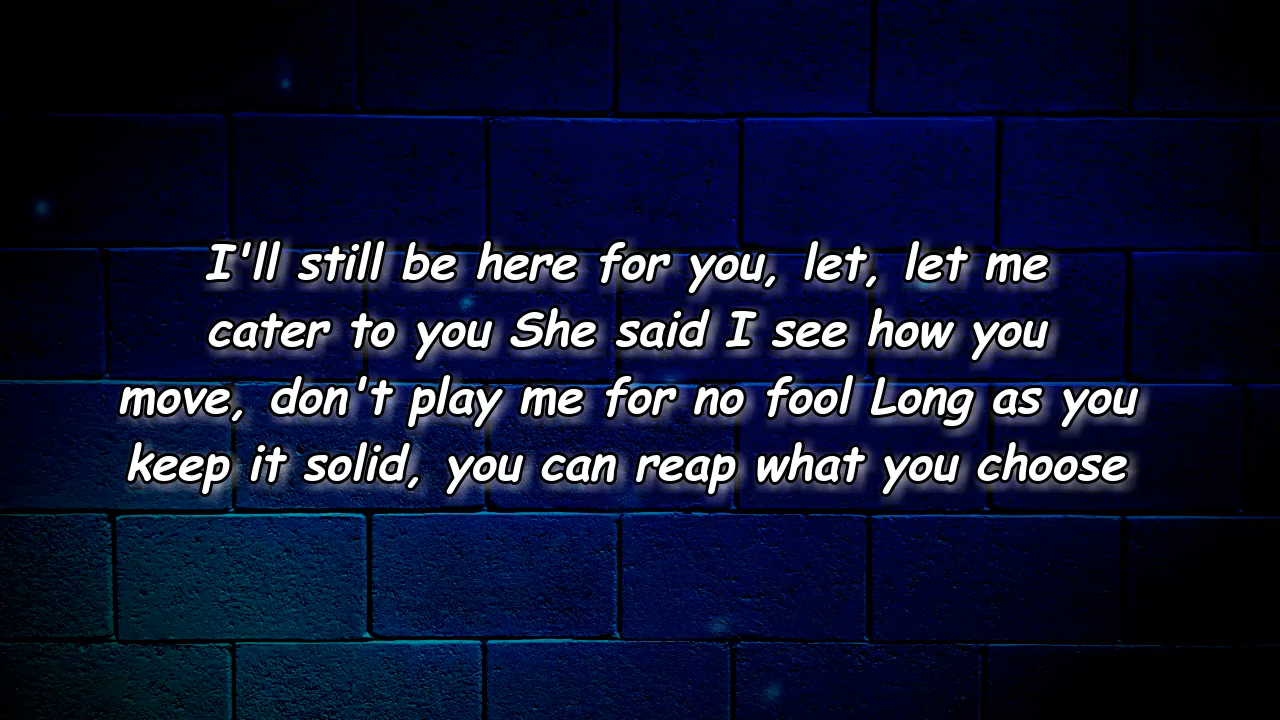 I'll still be here for you, let, let me
cater to you She said I see how you
move, don't play me for no fool Long as you
keep it solid, you can reap what you choose